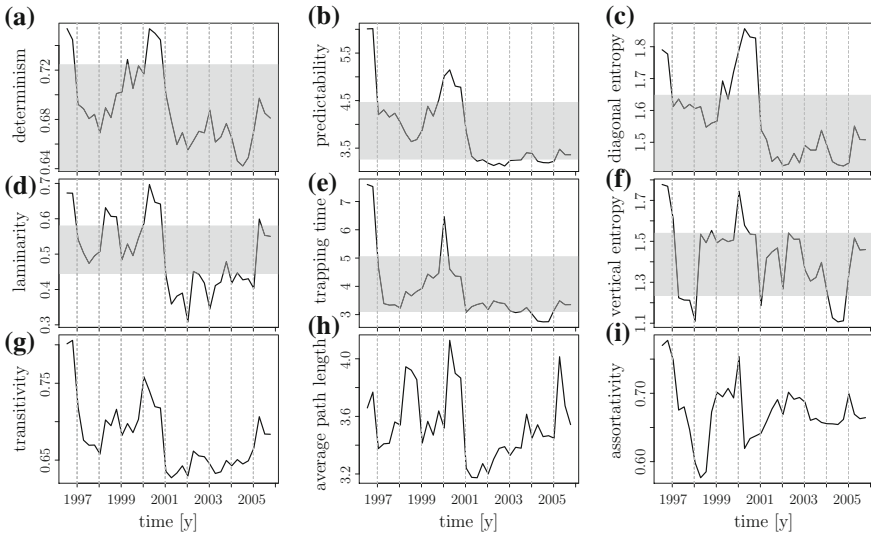 (a)
determinism
0.72
0.68
0.64
(b)
predictability
6.0
4.5
3.5
(c)
diagonal entropy
1.8
1.7
1.6
1.5
(d)
laminarity
0.7
0.6
0.5
0.4
0.3
(e)
trapping time
7
6
5
4
3
(f)
vertical entropy
1.7
1.5
1.3
1.1
(g)
transitivity
0.75
0.65
1997 1999 2001 2003 2005
time [y]
(h)
average path length
4.0
3.6
3.2
1997 1999 2001 2003 2005
time [y]
(i)
assortativity
0.70
0.60
1997 1999 2001 2003 2005
time [y]